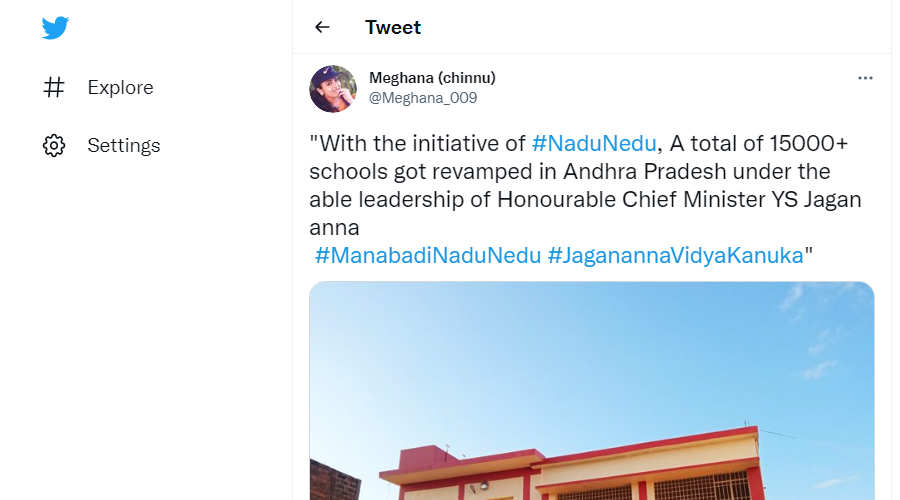 Tweet
Explore
Settings
Meghana (chinnu)
@Meghana_009
"With the initiative of #NaduNedu, A total of 15000+
schools got revamped in Andhra Pradesh under the
able leadership of Honourable Chief Minister YS Jagan
anna
#ManabadiNaduNedu #JaganannaVidyaKanuka"